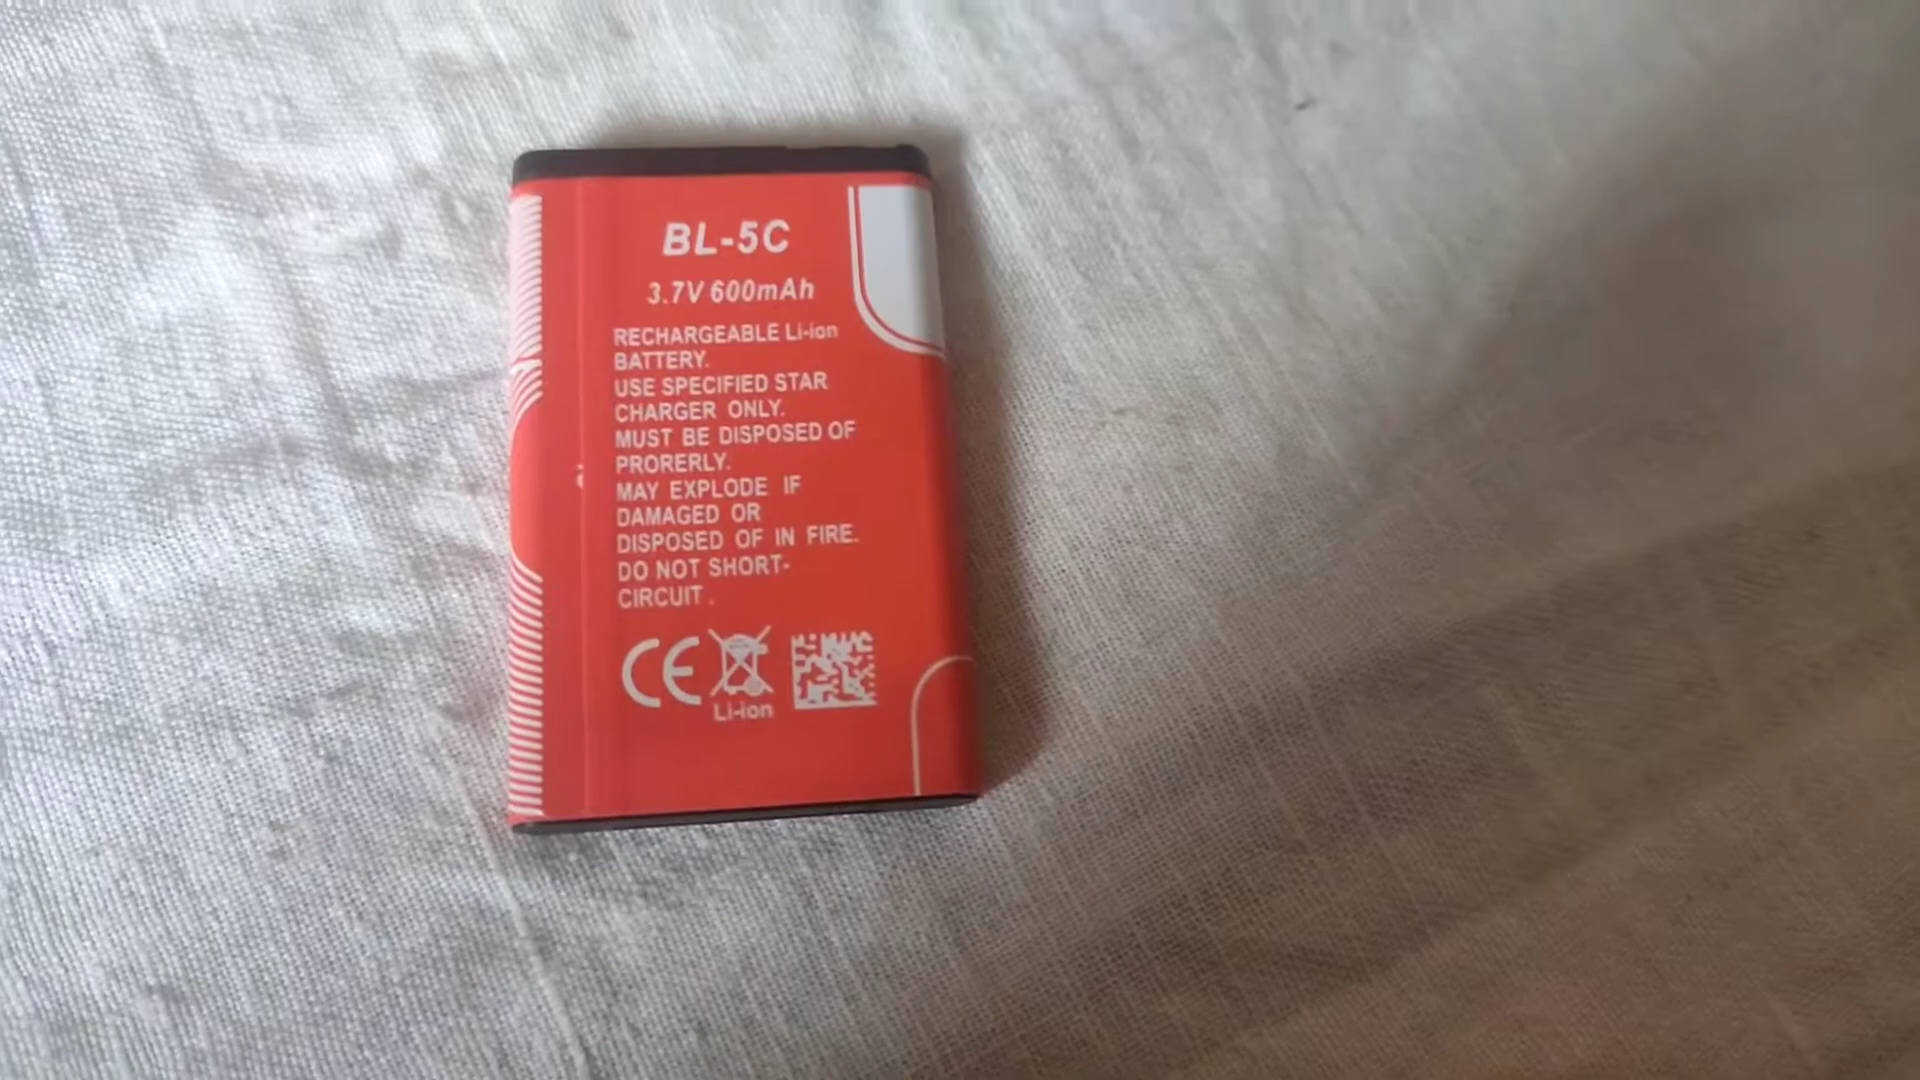 BL-5C
3.7V 600mAh
RECHARGEABLE Li-ion
BATTERY.
USE SPECIFIED STAR
CHARGER ONLY.
MUST BE DISPOSED OF
PRORERLY.
MAY EXPLODE IF
DAMAGED OR
DISPOSED OF IN FIRE.
DO NOT SHORT-
CIRCUIT .
CE
Li-ion